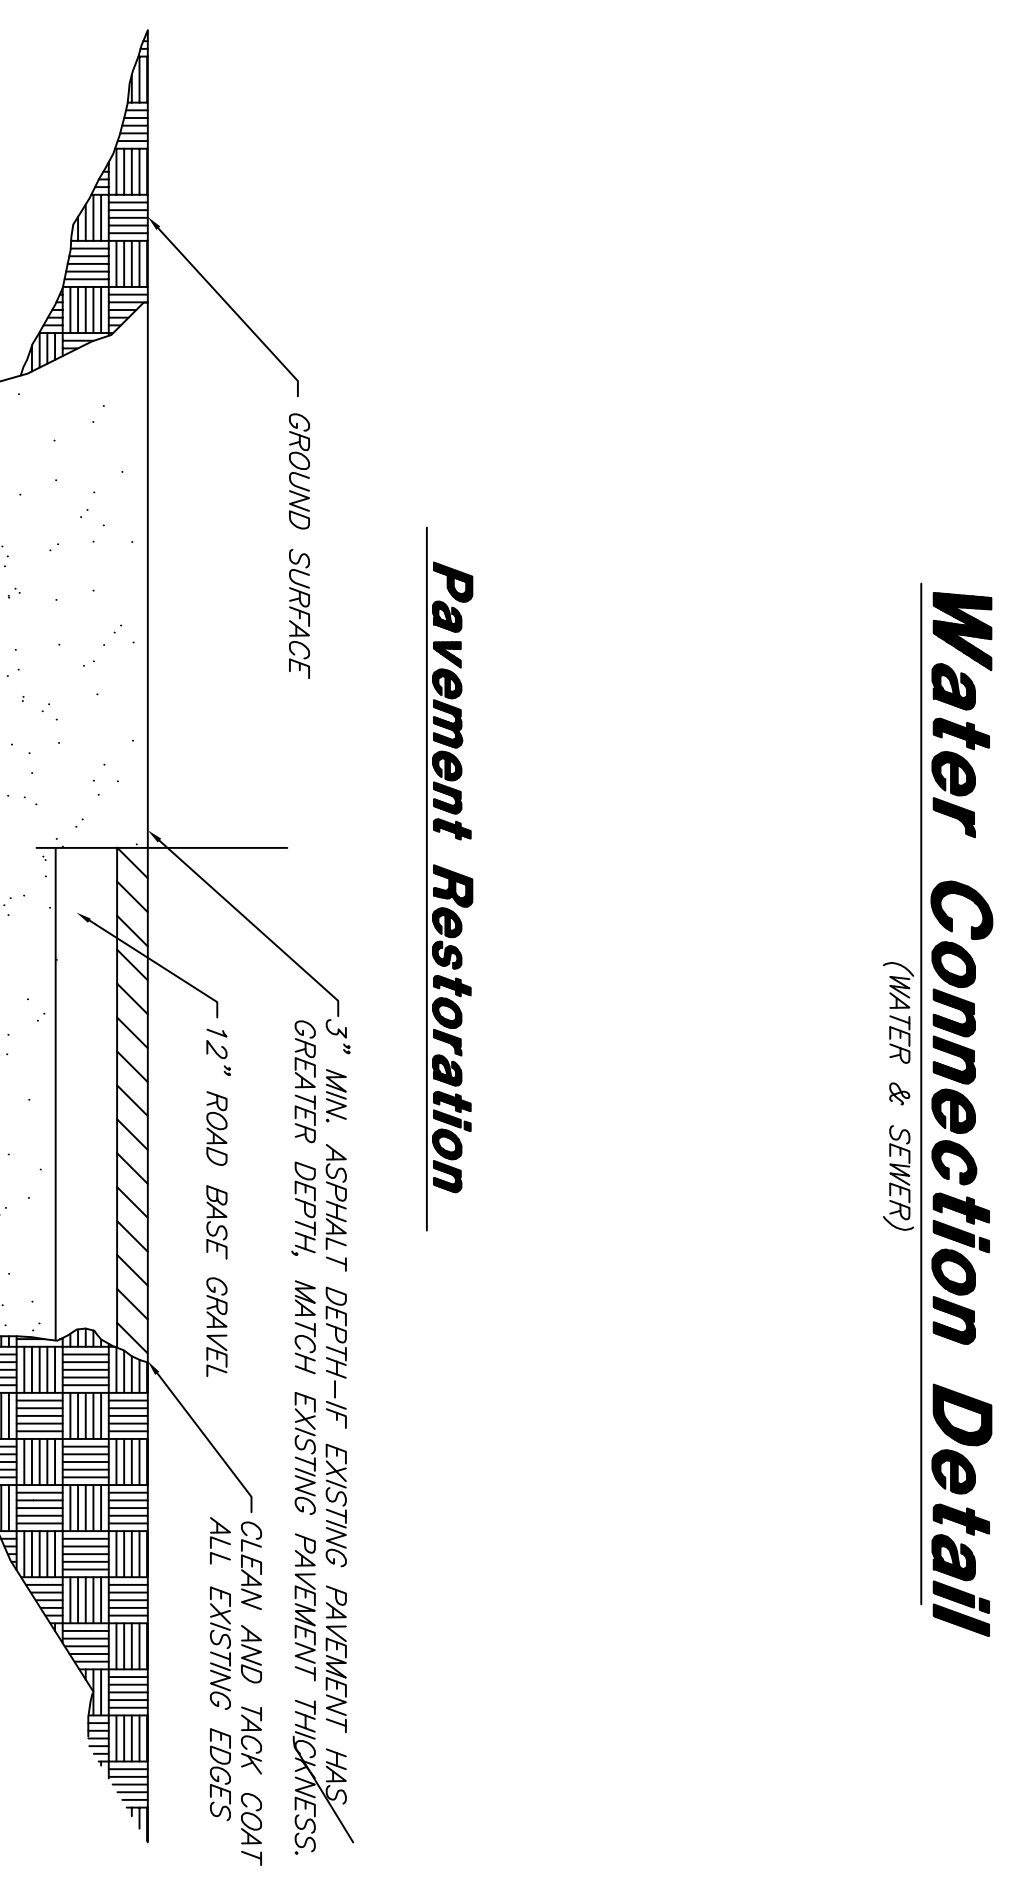 Water Connection Detail
(WATER & SEWER)
Pavement Restoration
GROUND SURFACE
3" MIN. ASPHALT DEPTH–IF EXISTING PAVEMENT HAS
GREATER DEPTH, MATCH EXISTING PAVEMENT THICKNESS.
12" ROAD BASE GRAVEL
CLEAN AND TACK COAT
ALL EXISTING EDGES